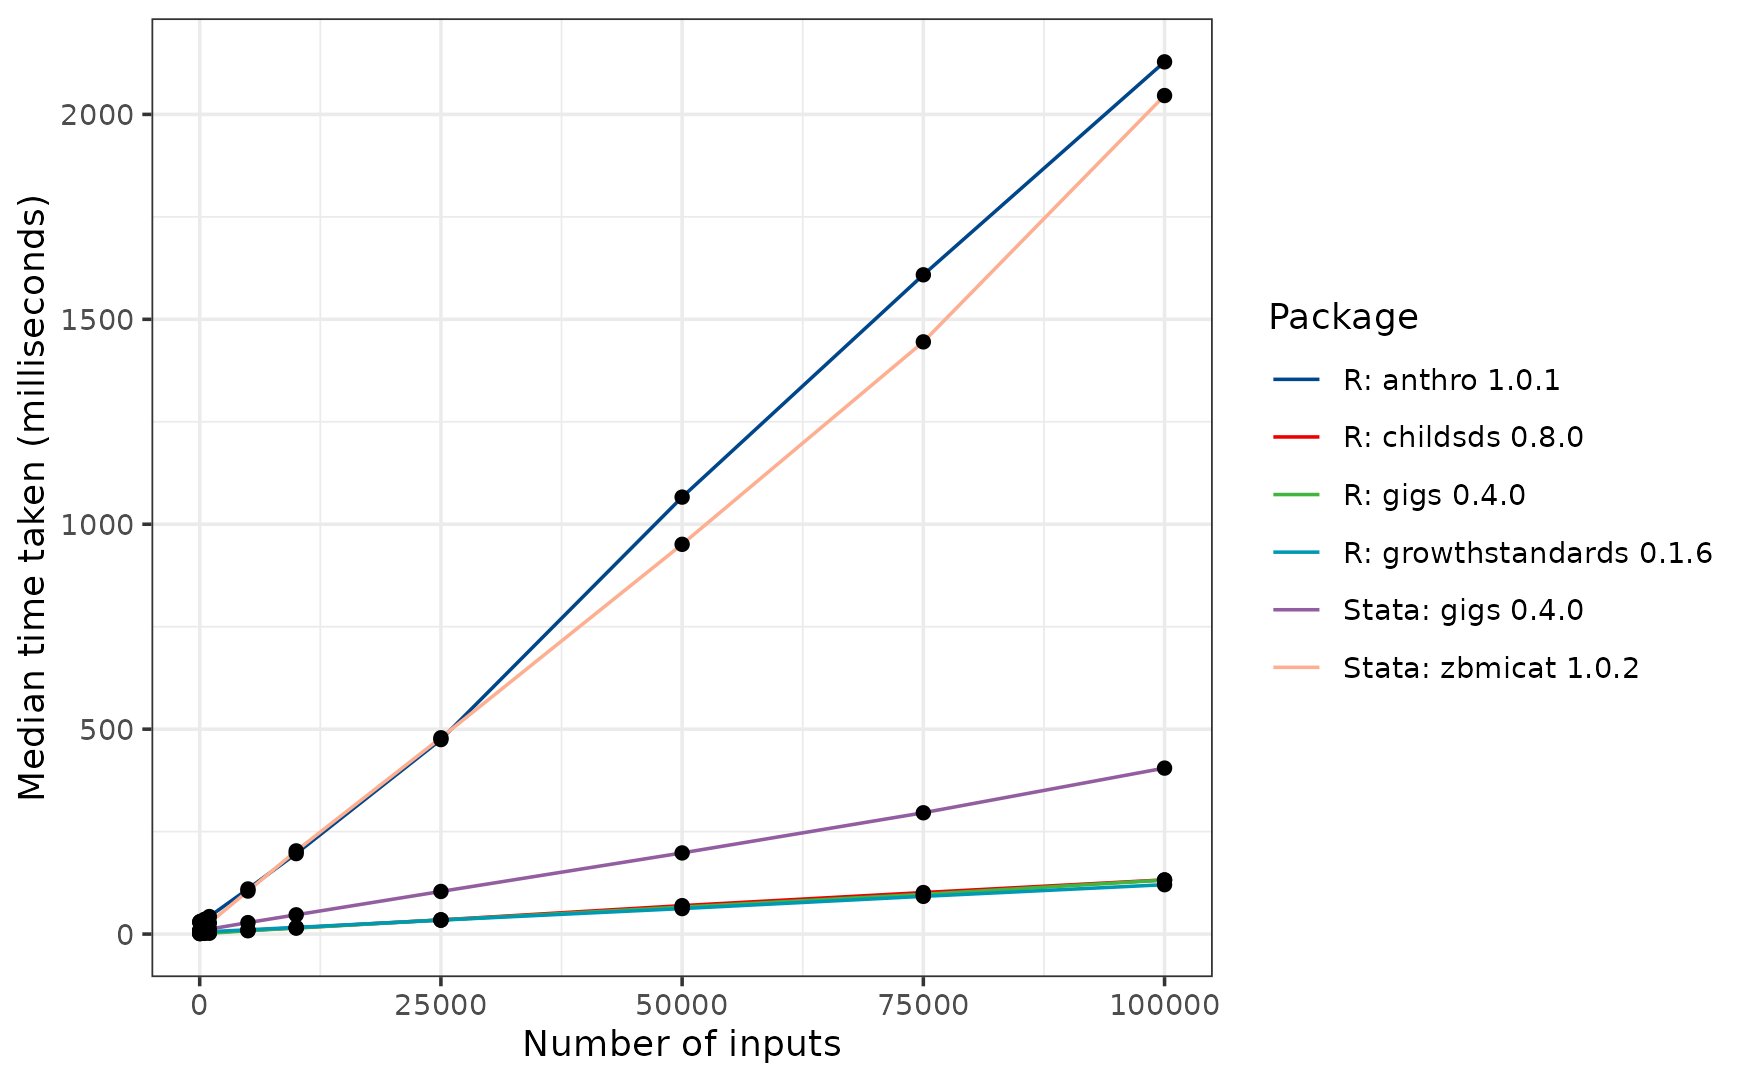 Median time taken (milliseconds)
2000
1500
1000
500
0
0 25000 50000 75000 100000
Number of inputs
Package
R: anthro 1.0.1
R: childsds 0.8.0
R: gigs 0.4.0
R: growthstandards 0.1.6
Stata: gigs 0.4.0
Stata: zbmicat 1.0.2